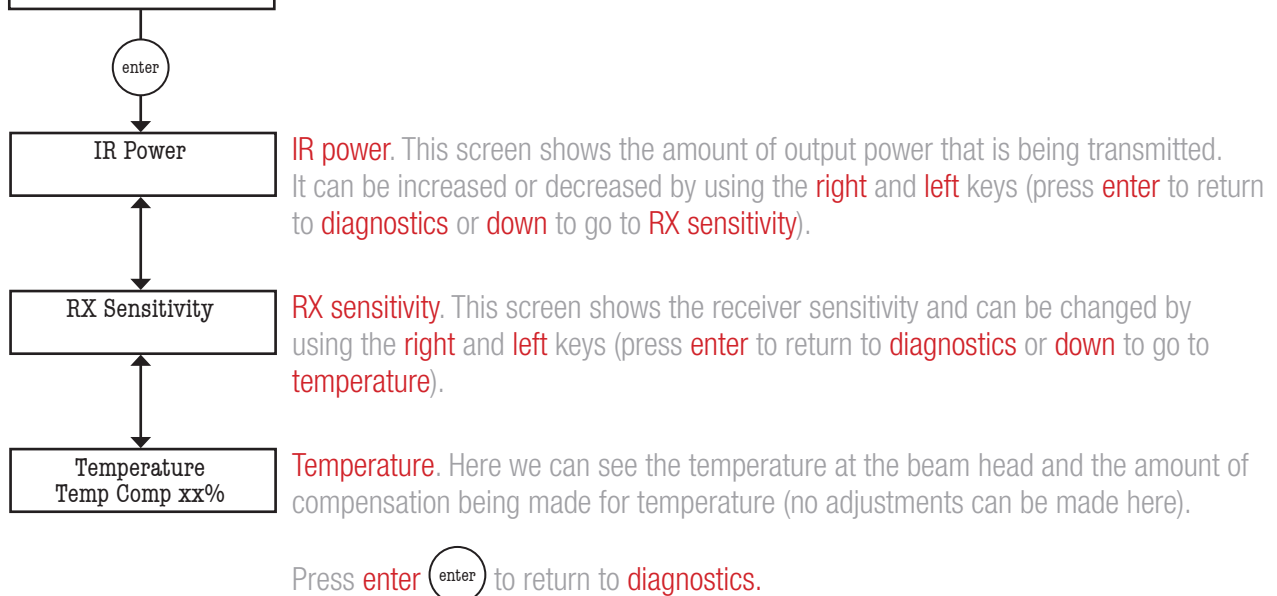 enter
IR Power
IR power. This screen shows the amount of output power that is being transmitted.
It can be increased or decreased by using the right and left keys (press enter to return
to diagnostics or down to go to RX sensitivity).
RX Sensitivity
RX sensitivity. This screen shows the receiver sensitivity and can be changed by
using the right and left keys (press enter to return to diagnostics or down to go to
temperature).
Temperature
Temp Comp xx%
Temperature. Here we can see the temperature at the beam head and the amount of
compensation being made for temperature (no adjustments can be made here).
Press enter enter to return to diagnostics.